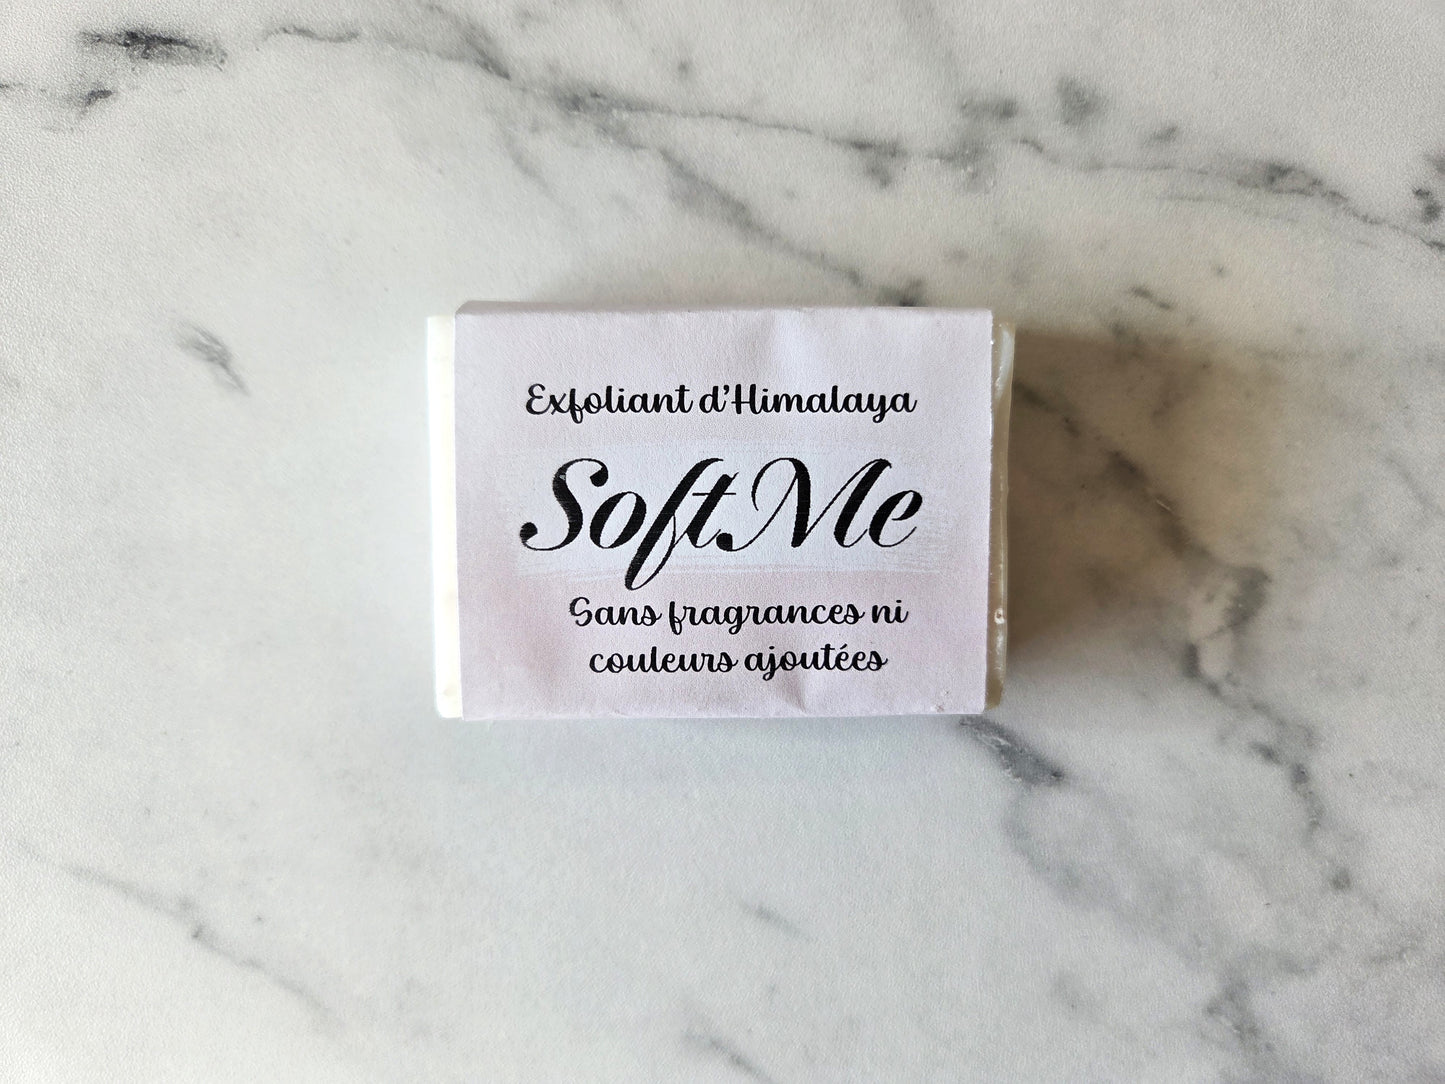 Exfoliant d'Himalaya
SoftMe
Sans fragrances ni
couleurs ajoutées